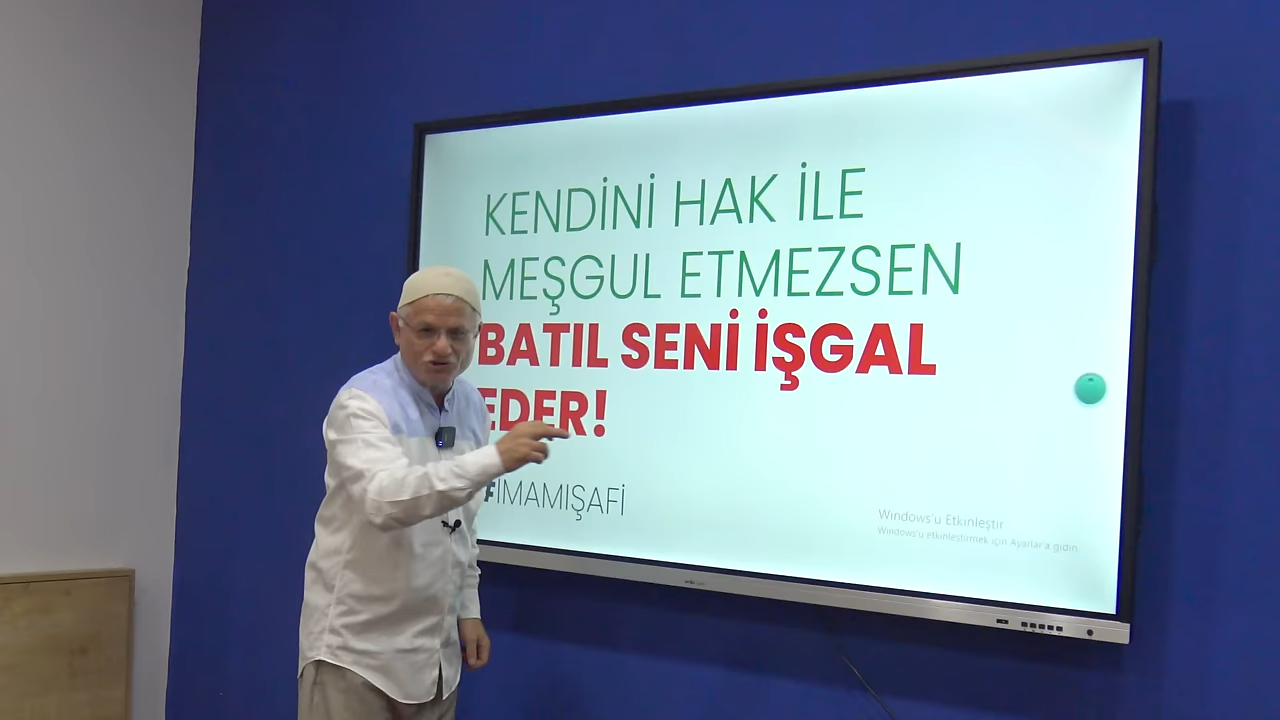 KENDİNİ HAK İLE
MEŞGUL ETMEZSEN
BATIL SENİ İŞGAL
EDER!
#İMAMIŞAFİ
Windows'u Etkinleştir
Windows'u etkinleştirmek için Ayarlar'a gidin.